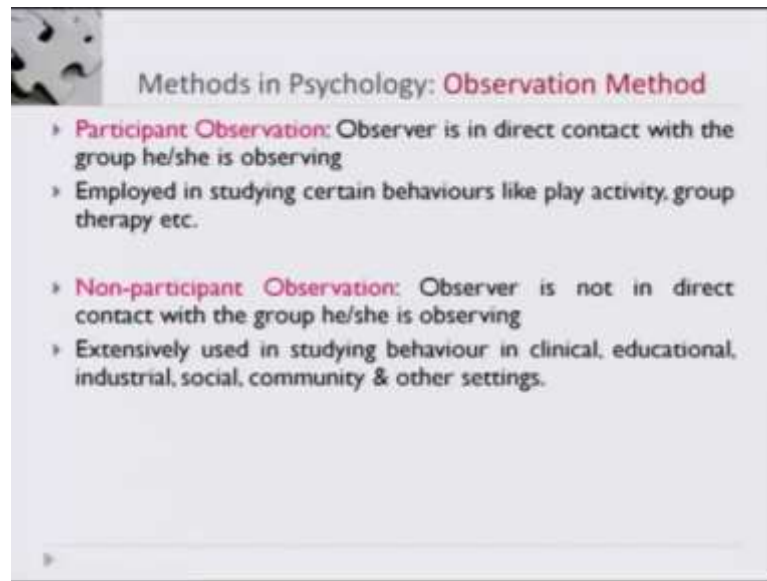 Methods in Psychology: Observation Method
Participant Observation: Observer is in direct contact with the
group he/she is observing
Employed in studying certain behaviours like play activity, group
therapy etc.
Non-participant Observation: Observer is not in direct
contact with the group he/she is observing
Extensively used in studying behaviour in clinical, educational,
industrial, social, community & other settings.